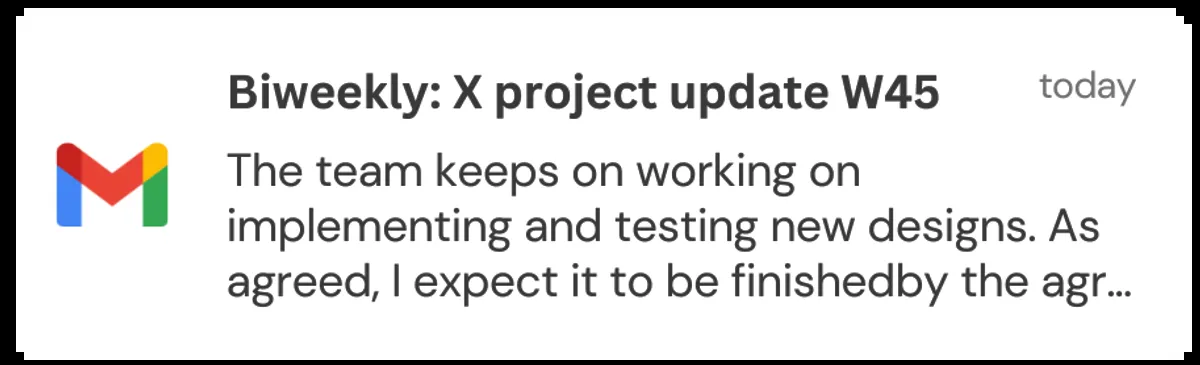 Biweekly: X project update W45
today
The team keeps on working on
implementing and testing new designs. As
agreed, I expect it to be finishedby the agr...